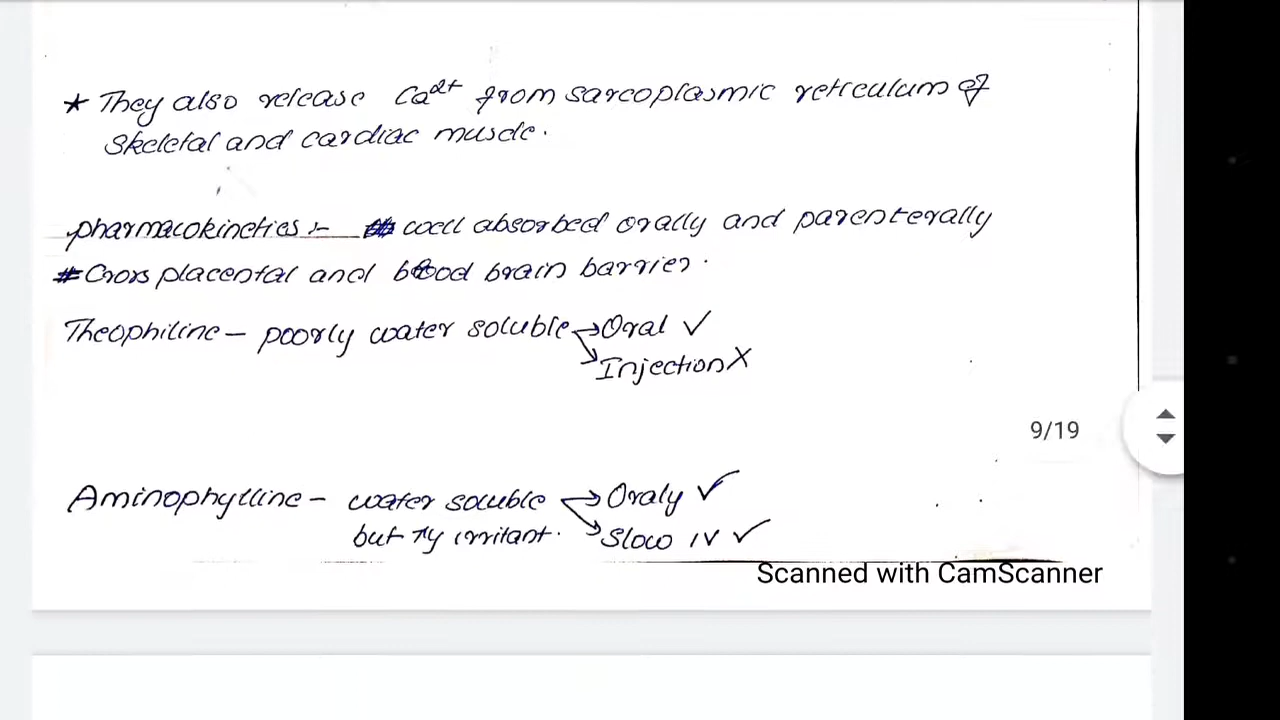 * They also release Ca2+ from sarcoplasmic reticulum of
skeletal and cardiac muscle.
pharmacokinetics :- well absorbed orally and parenterally
# Cross placental and blood brain barrier.
Theophiline - poorly water soluble → Oral ✓
→ Injection X
9/19
Aminophylline - water soluble → Oraly ✓
but irritant. → Slow IV ✓
Scanned with CamScanner